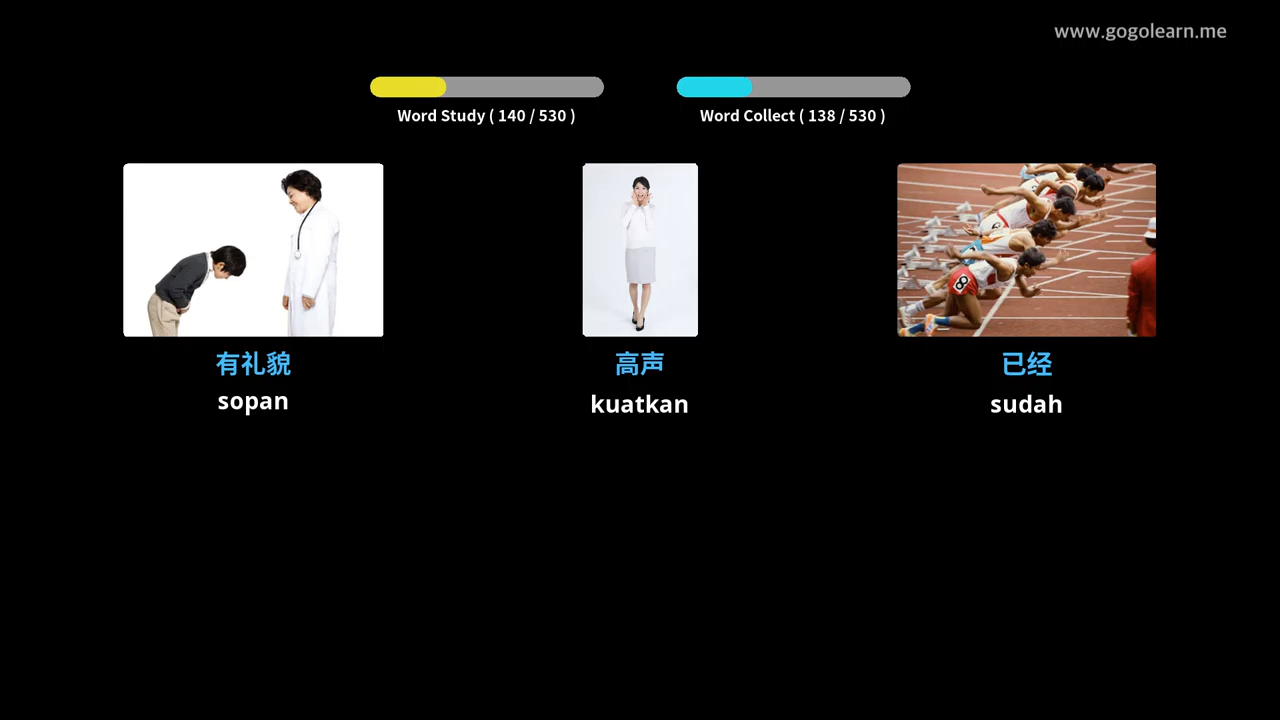 www.gogolearn.me
Word Study ( 140 / 530 )
Word Collect ( 138 / 530 )
有礼貌
sopan
高声
kuatkan
已经
sudah